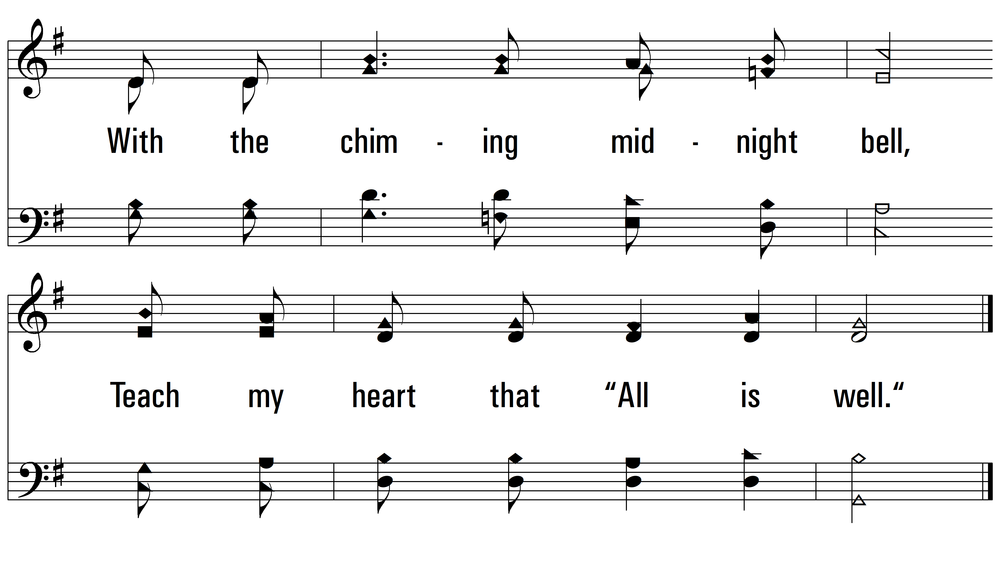 With the chim - ing mid - night bell,
Teach my heart that “All is well.“